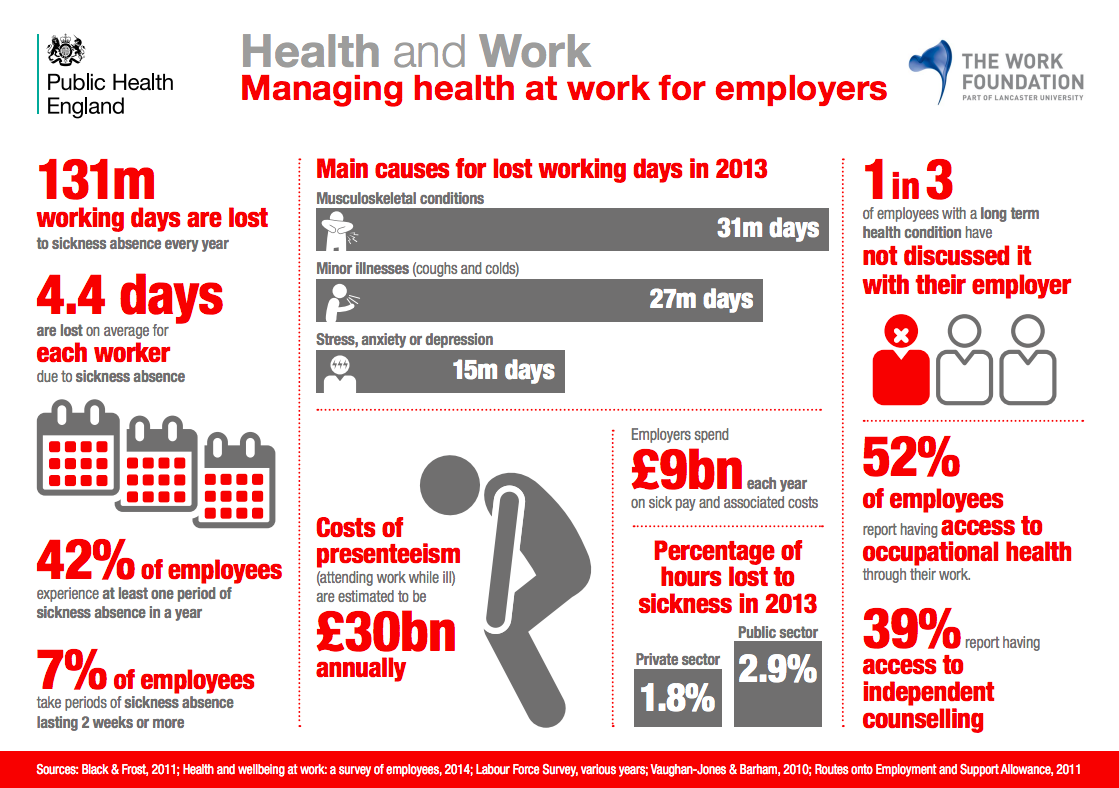 Public Health
England
Health and Work
Managing health at work for employers
THE WORK
FOUNDATION
PART OF LANCASTER UNIVERSITY
131m
working days are lost
to sickness absence every year
4.4 days
are lost on average for
each worker
due to sickness absence
42% of employees
experience at least one period of
sickness absence in a year
7% of employees
take periods of sickness absence
lasting 2 weeks or more
Main causes for lost working days in 2013
Musculoskeletal conditions
31m days
Minor illnesses (coughs and colds)
27m days
Stress, anxiety or depression
15m days
Costs of
presenteeism
(attending work while ill)
are estimated to be
£30bn
annually
Employers spend
£9bn each year
on sick pay and associated costs
Percentage of
hours lost to
sickness in 2013
Public sector
2.9%
Private sector
1.8%
1 in 3
of employees with a long term
health condition have
not discussed it
with their employer
52%
of employees
report having access to
occupational health
through their work.
39% report having
access to
independent
counselling
Sources: Black & Frost, 2011; Health and wellbeing at work: a survey of employees, 2014; Labour Force Survey, various years; Vaughan-Jones & Barham, 2010; Routes onto Employment and Support Allowance, 2011